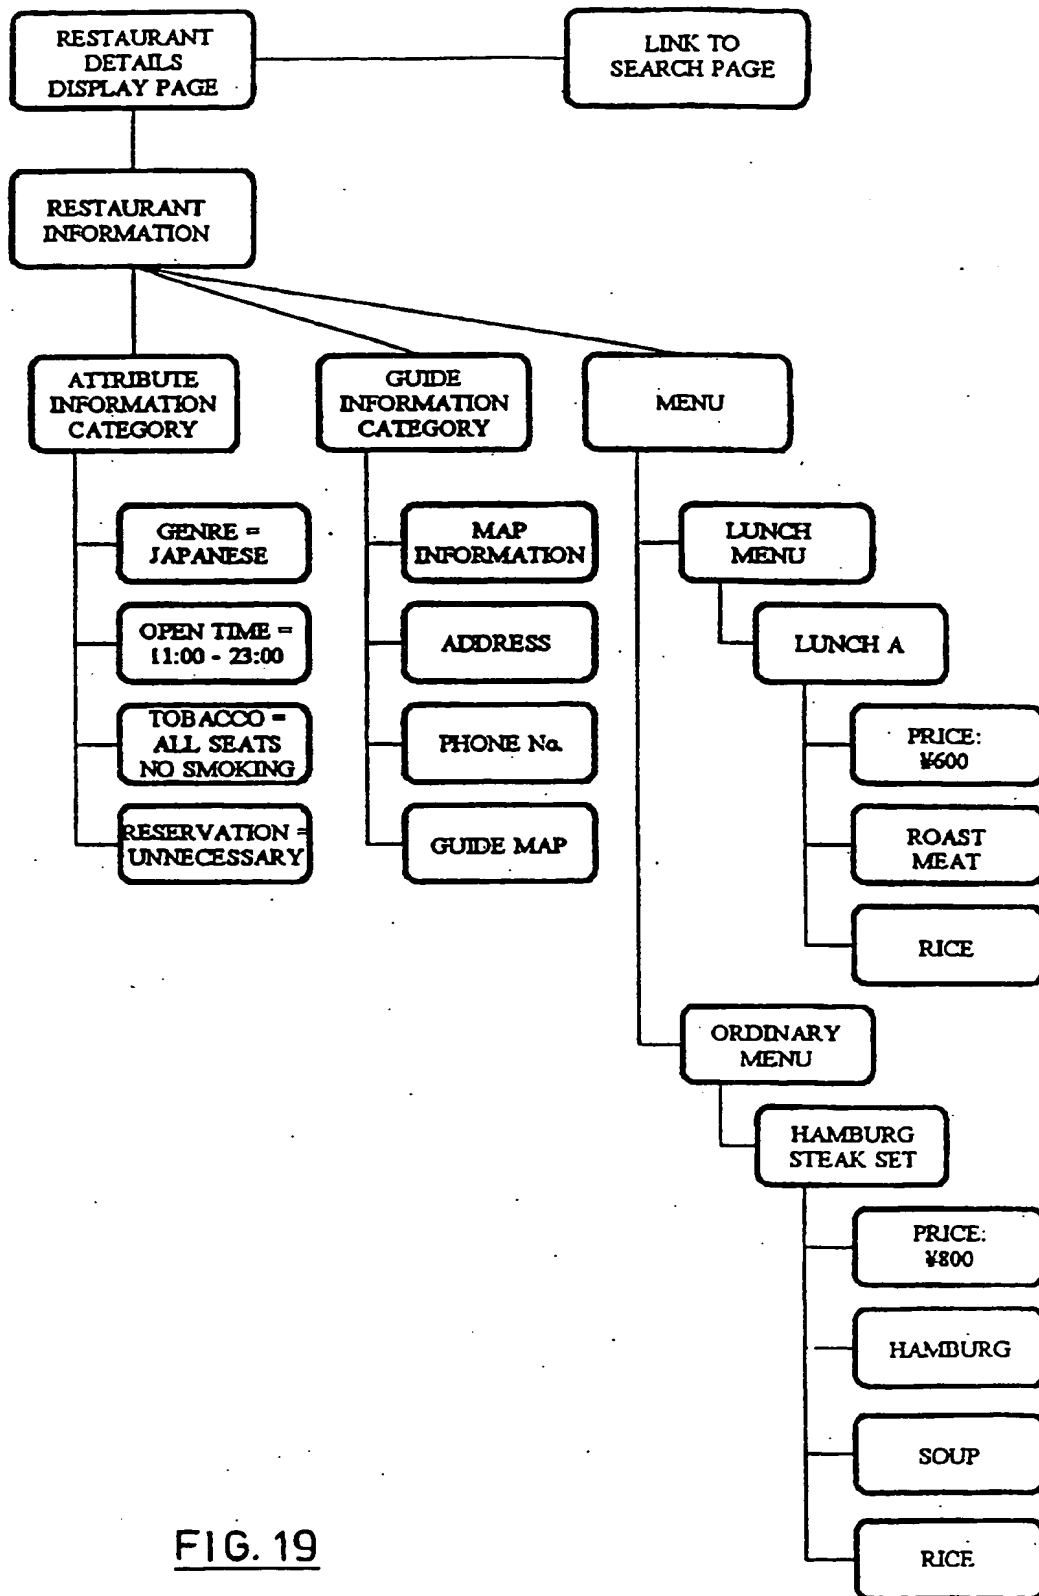 RESTAURANT
DETAILS
DISPLAY PAGE
LINK TO
SEARCH PAGE
RESTAURANT
INFORMATION
ATTRIBUTE
INFORMATION
CATEGORY
GUIDE
INFORMATION
CATEGORY
MENU
GENRE =
JAPANESE
OPEN TIME =
11:00 - 23:00
TOBACCO =
ALL SEATS
NO SMOKING
RESERVATION =
UNNECESSARY
MAP
INFORMATION
ADDRESS
PHONE No.
GUIDE MAP
LUNCH
MENU
LUNCH A
PRICE:
¥600
ROAST
MEAT
RICE
ORDINARY
MENU
HAMBURG
STEAK SET
PRICE:
¥800
HAMBURG
SOUP
RICE
FIG. 19